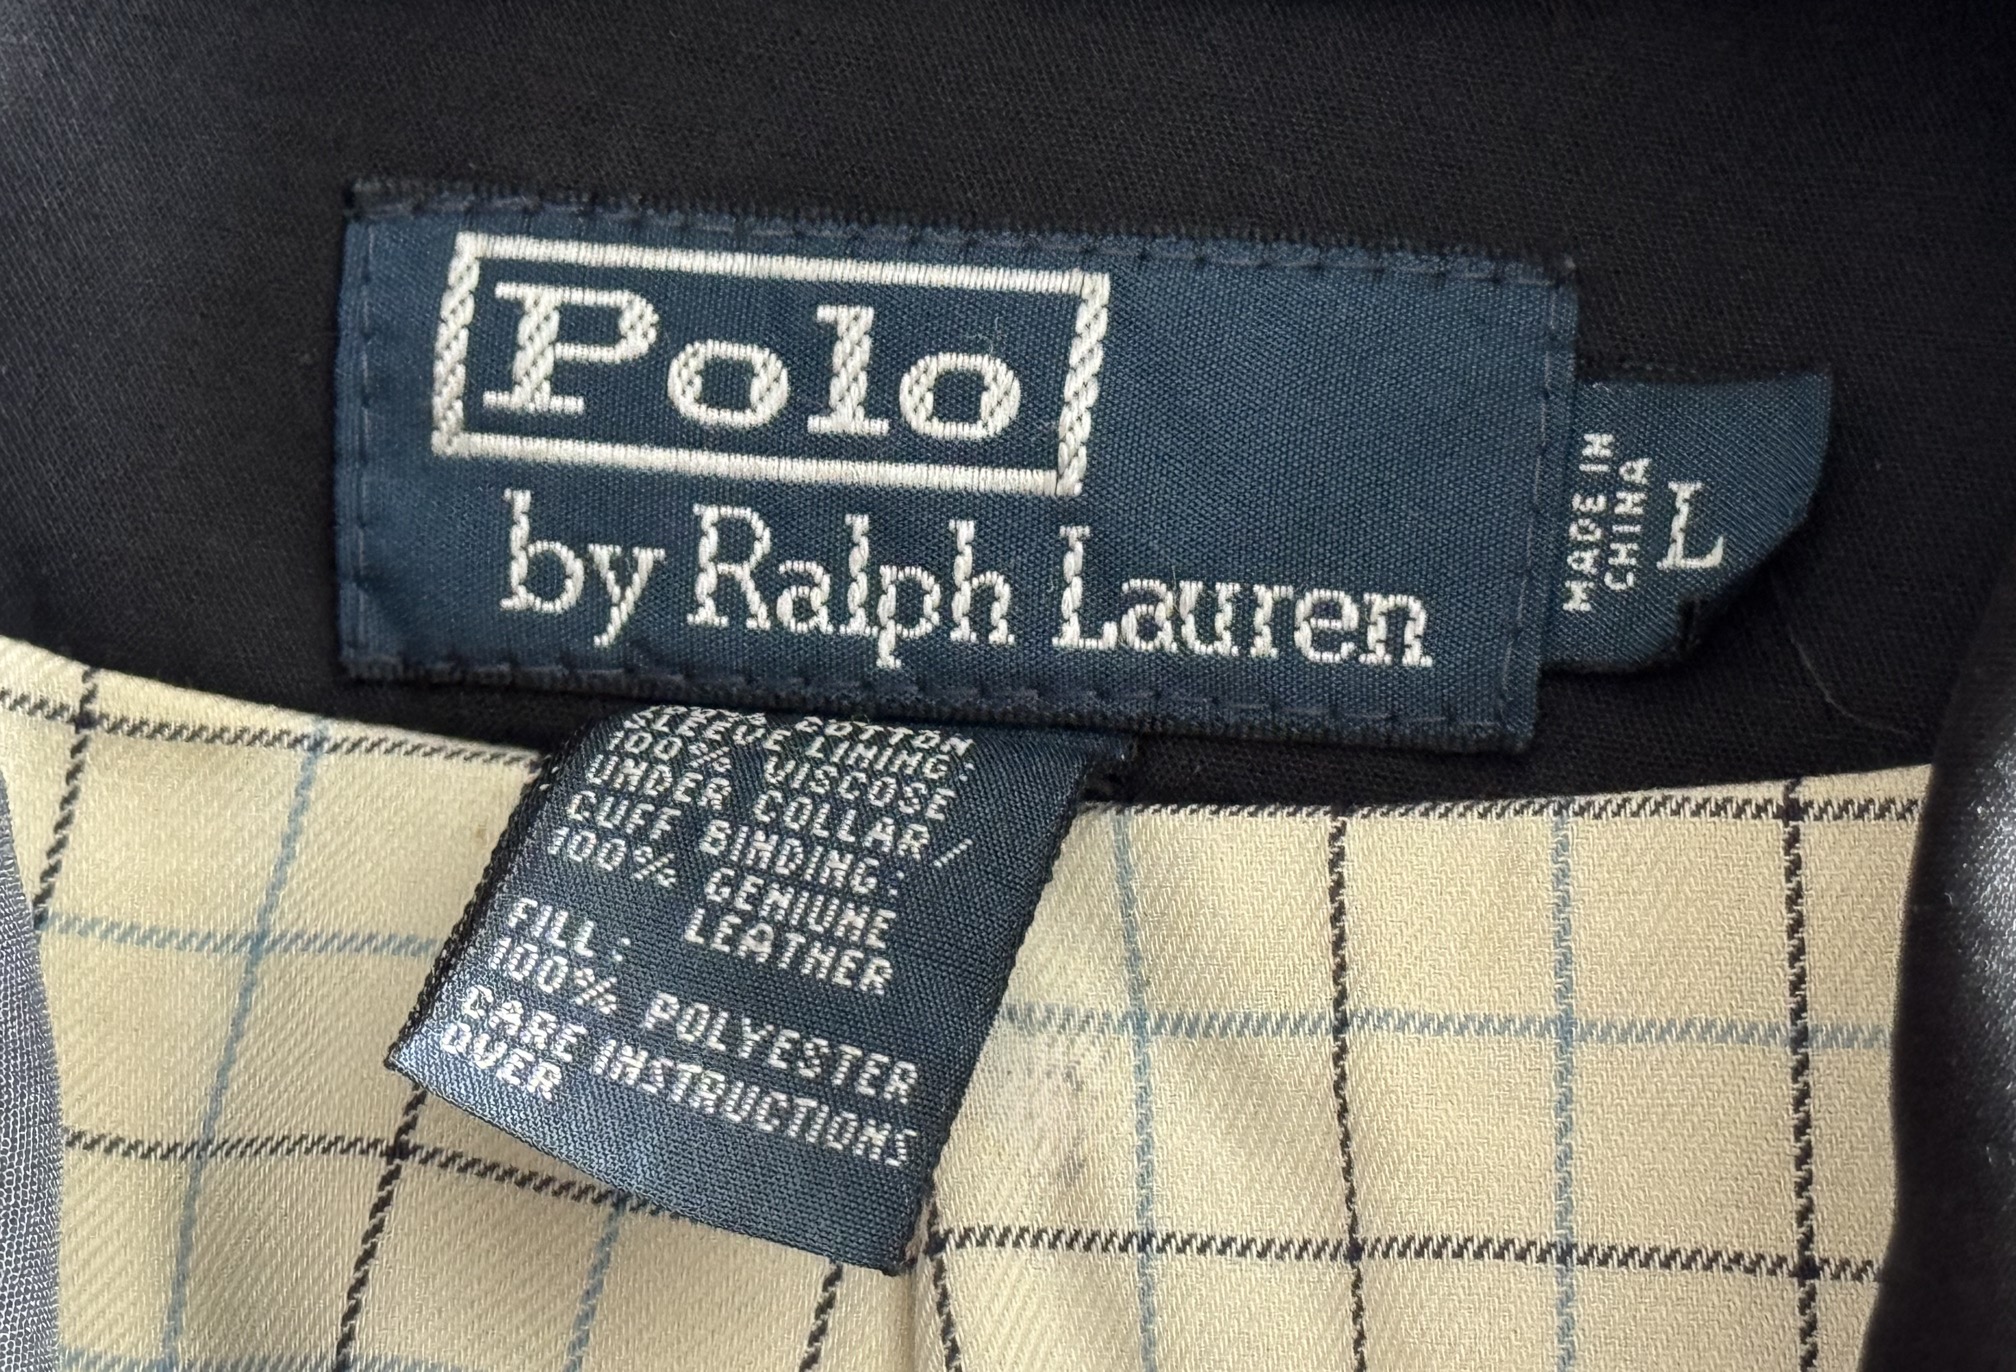 Polo
by Ralph Lauren
MADE IN
CHINA
L
COTTON
SLEEVE LINING:
100% VISCOSE
UNDER COLLAR/
CUFF BINDING:
100% GENIUNE
LEATHER
FILL:
100% POLYESTER
CARE INSTRUCTIONS
OVER